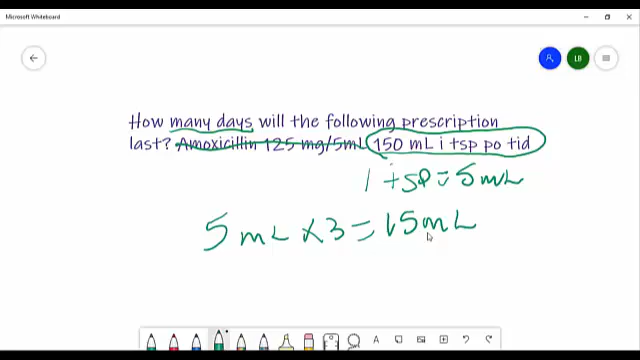 Microsoft Whiteboard
LB
How many days will the following prescription
last? Amoxicillin 125 mg/5mL 150 mL i tsp po tid
1 tsp = 5 mL
5 mL x 3 = 15 mL
A